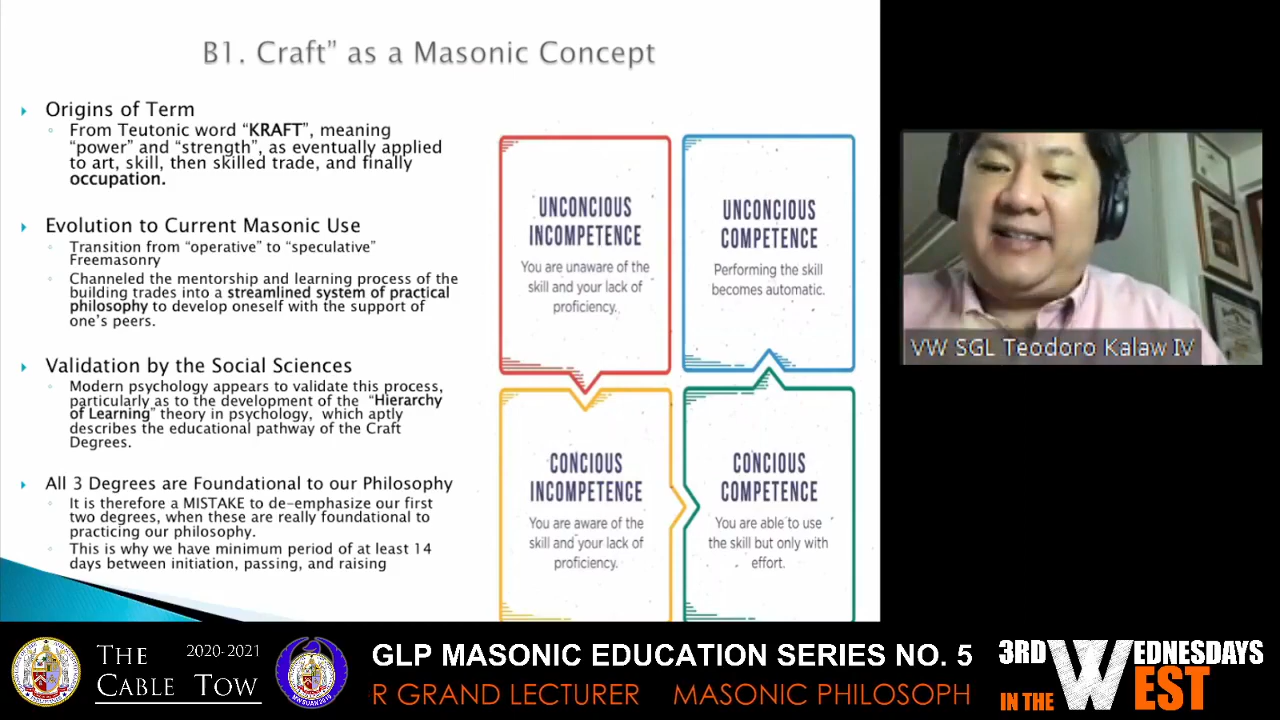 B1. Craft” as a Masonic Concept
Origins of Term
From Teutonic word “KRAFT”, meaning
“power” and “strength”, as eventually applied
to art, skill, then skilled trade, and finally
occupation.
Evolution to Current Masonic Use
Transition from “operative” to “speculative”
Freemasonry
Channeled the mentorship and learning process of the
building trades into a streamlined system of practical
philosophy to develop oneself with the support of
one’s peers.
Validation by the Social Sciences
Modern psychology appears to validate this process,
particularly as to the development of the “Hierarchy
of Learning” theory in psychology, which aptly
describes the educational pathway of the Craft
Degrees.
All 3 Degrees are Foundational to our Philosophy
It is therefore a MISTAKE to de-emphasize our first
two degrees, when these are really foundational to
practicing our philosophy.
This is why we have minimum period of at least 14
days between initiation, passing, and raising
UNCONCIOUS
INCOMPETENCE
You are unaware of the
skill and your lack of
proficiency.
UNCONCIOUS
COMPETENCE
Performing the skill
becomes automatic.
CONCIOUS
INCOMPETENCE
You are aware of the
skill and your lack of
proficiency.
CONCIOUS
COMPETENCE
You are able to use
the skill but only with
effort.
VW SGL Teodoro Kalaw IV
THE 2020-2021
CABLE TOW
GLP MASONIC EDUCATION SERIES NO. 5
R GRAND LECTURER MASONIC PHILOSOPH
3RD WEDNESDAYS
IN THE WEST